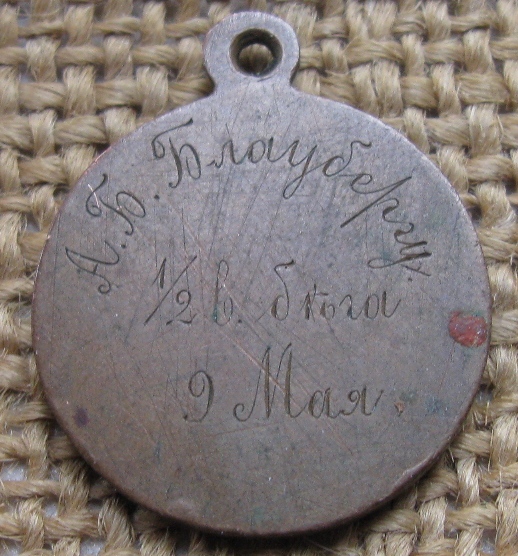 А. Б. Блаубергу.
1/2 в. бѣга
9 Мая.